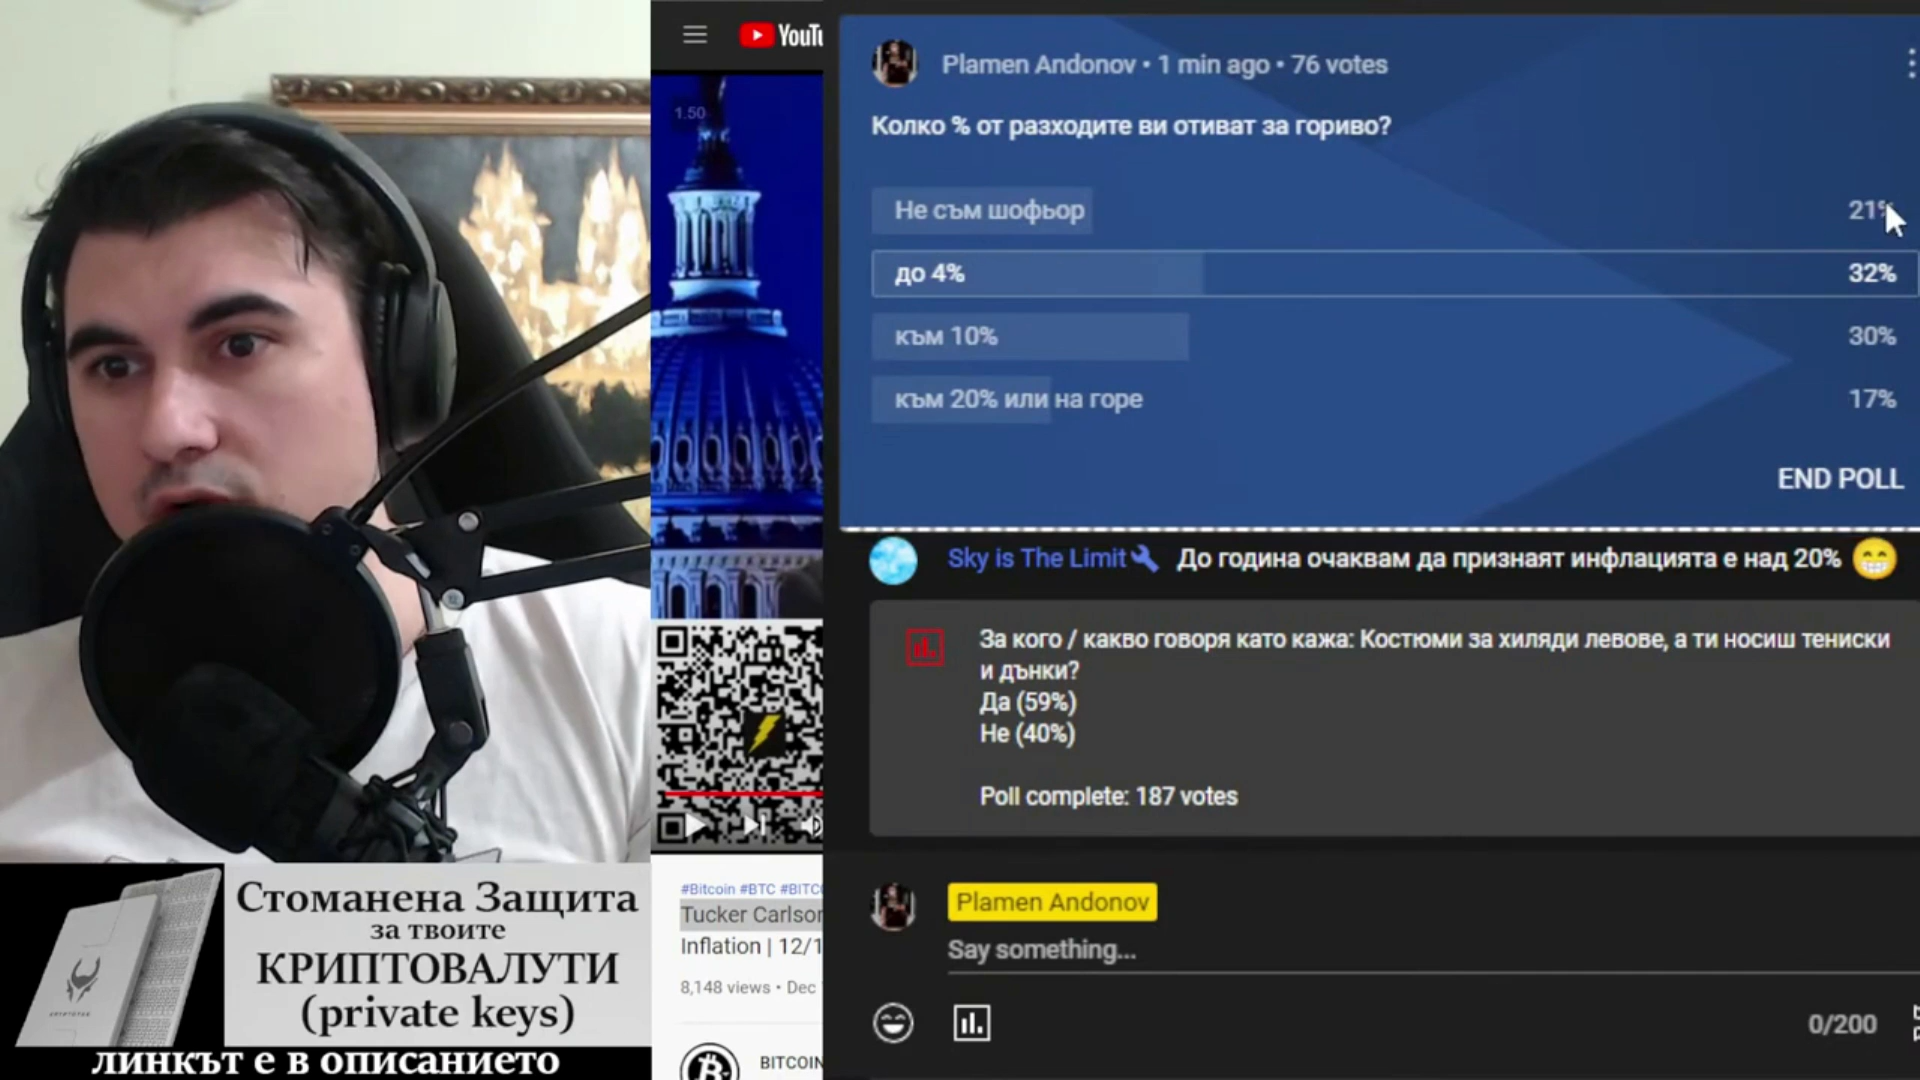 YouTu
1.50
Plamen Andonov • 1 min ago • 76 votes
Колко % от разходите ви отиват за гориво?
Не съм шофьор 21%
до 4% 32%
към 10% 30%
към 20% или на горе 17%
END POLL
Sky is The Limit До година очаквам да признаят инфлацията е над 20%
За кого / какво говоря като кажа: Костюми за хиляди левове, а ти носиш тениски
и дънки?
Да (59%)
Не (40%)
Poll complete: 187 votes
Plamen Andonov
Say something...
0/200
#Bitcoin #BTC #BITCO
Tucker Carlson
Inflation | 12/1
8,148 views • Dec
BITCOIN
Стоманена Защита
за твоите
КРИПТОВАЛУТИ
(private keys)
линкът е в описанието